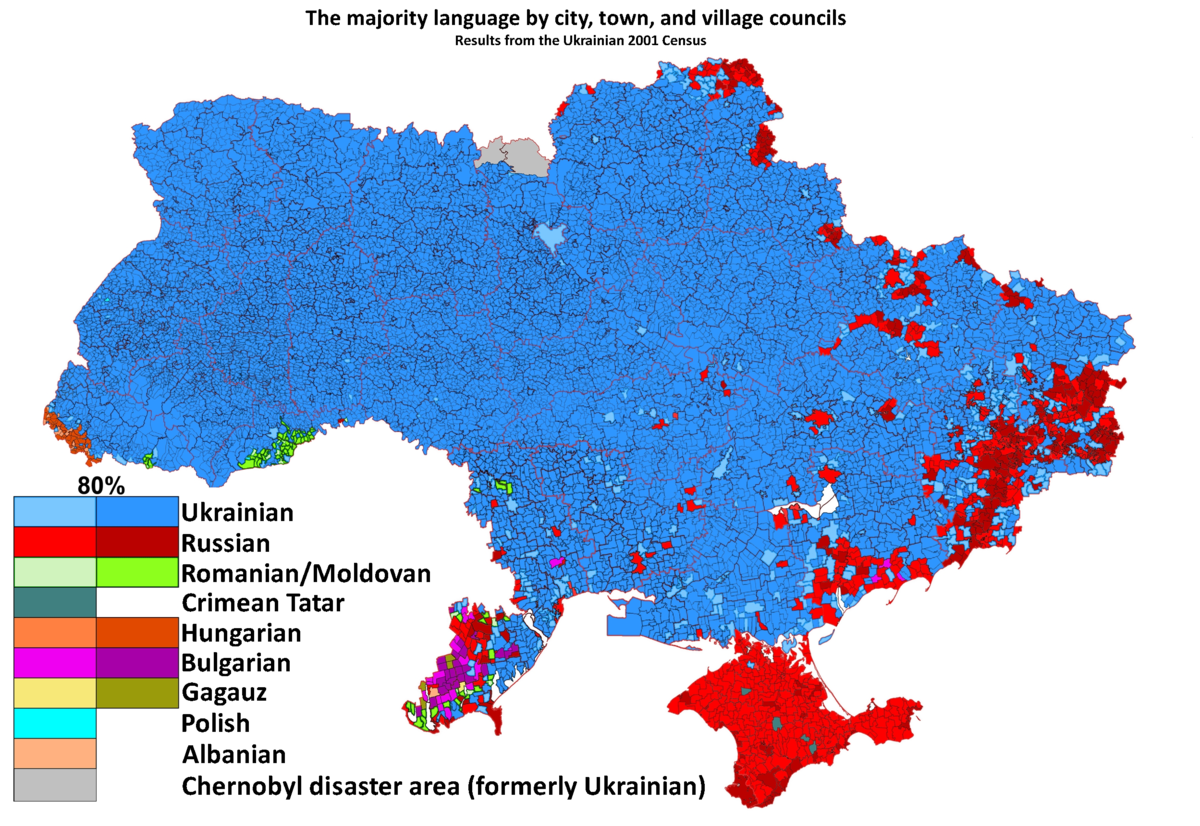 The majority language by city, town, and village councils
Results from the Ukrainian 2001 Census
80%
Ukrainian
Russian
Romanian/Moldovan
Crimean Tatar
Hungarian
Bulgarian
Gagauz
Polish
Albanian
Chernobyl disaster area (formerly Ukrainian)